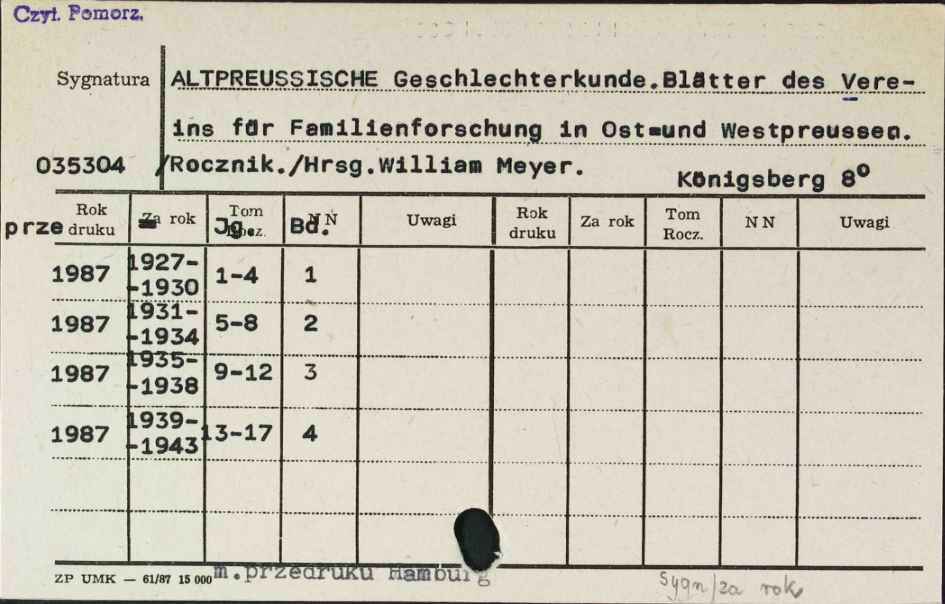 Czyt. Pomorz.
Sygnatura ALTPREUSSISCHE Geschlechterkunde.Blätter des Vere-
ins für Familienforschung in Ost-und Westpreussen.
035304 /Rocznik./Hrsg.William Meyer.
Königsberg 8°
Rok Tom Rok Tom
prze druku Za rok Jg. Rocz. Bd. NN Uwagi druku Za rok Rocz. NN Uwagi
1987 1927- 1-4 1
-1930
1987 1931- 5-8 2
-1934
1987 1935- 9-12 3
-1938
1987 1939- 13-17 4
-1943
ZP UMK — 61/87 15 000 m.przedruku Hamburg
Sygn/za rok